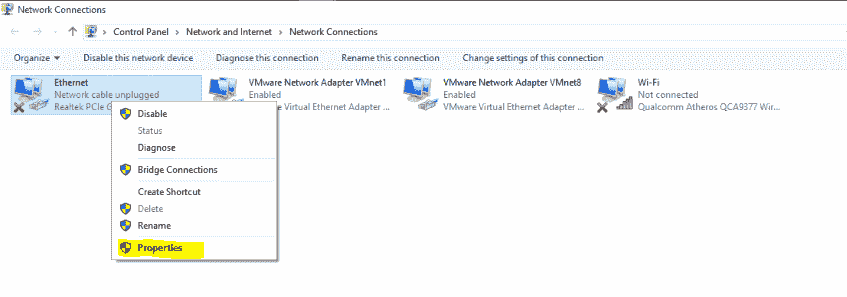 Network Connections
Control Panel > Network and Internet > Network Connections
Organize Disable this network device Diagnose this connection Rename this connection Change settings of this connection
Ethernet VMware Network Adapter VMnet1 VMware Network Adapter VMnet8 Wi-Fi
Network cable unplugged Enabled Enabled Not connected
Realtek PCIe G Virtual Ethernet Adapter ... VMware Virtual Ethernet Adapter ... Qualcomm Atheros QCA9377 Wir...
Disable
Status
Diagnose
Bridge Connections
Create Shortcut
Delete
Rename
Properties